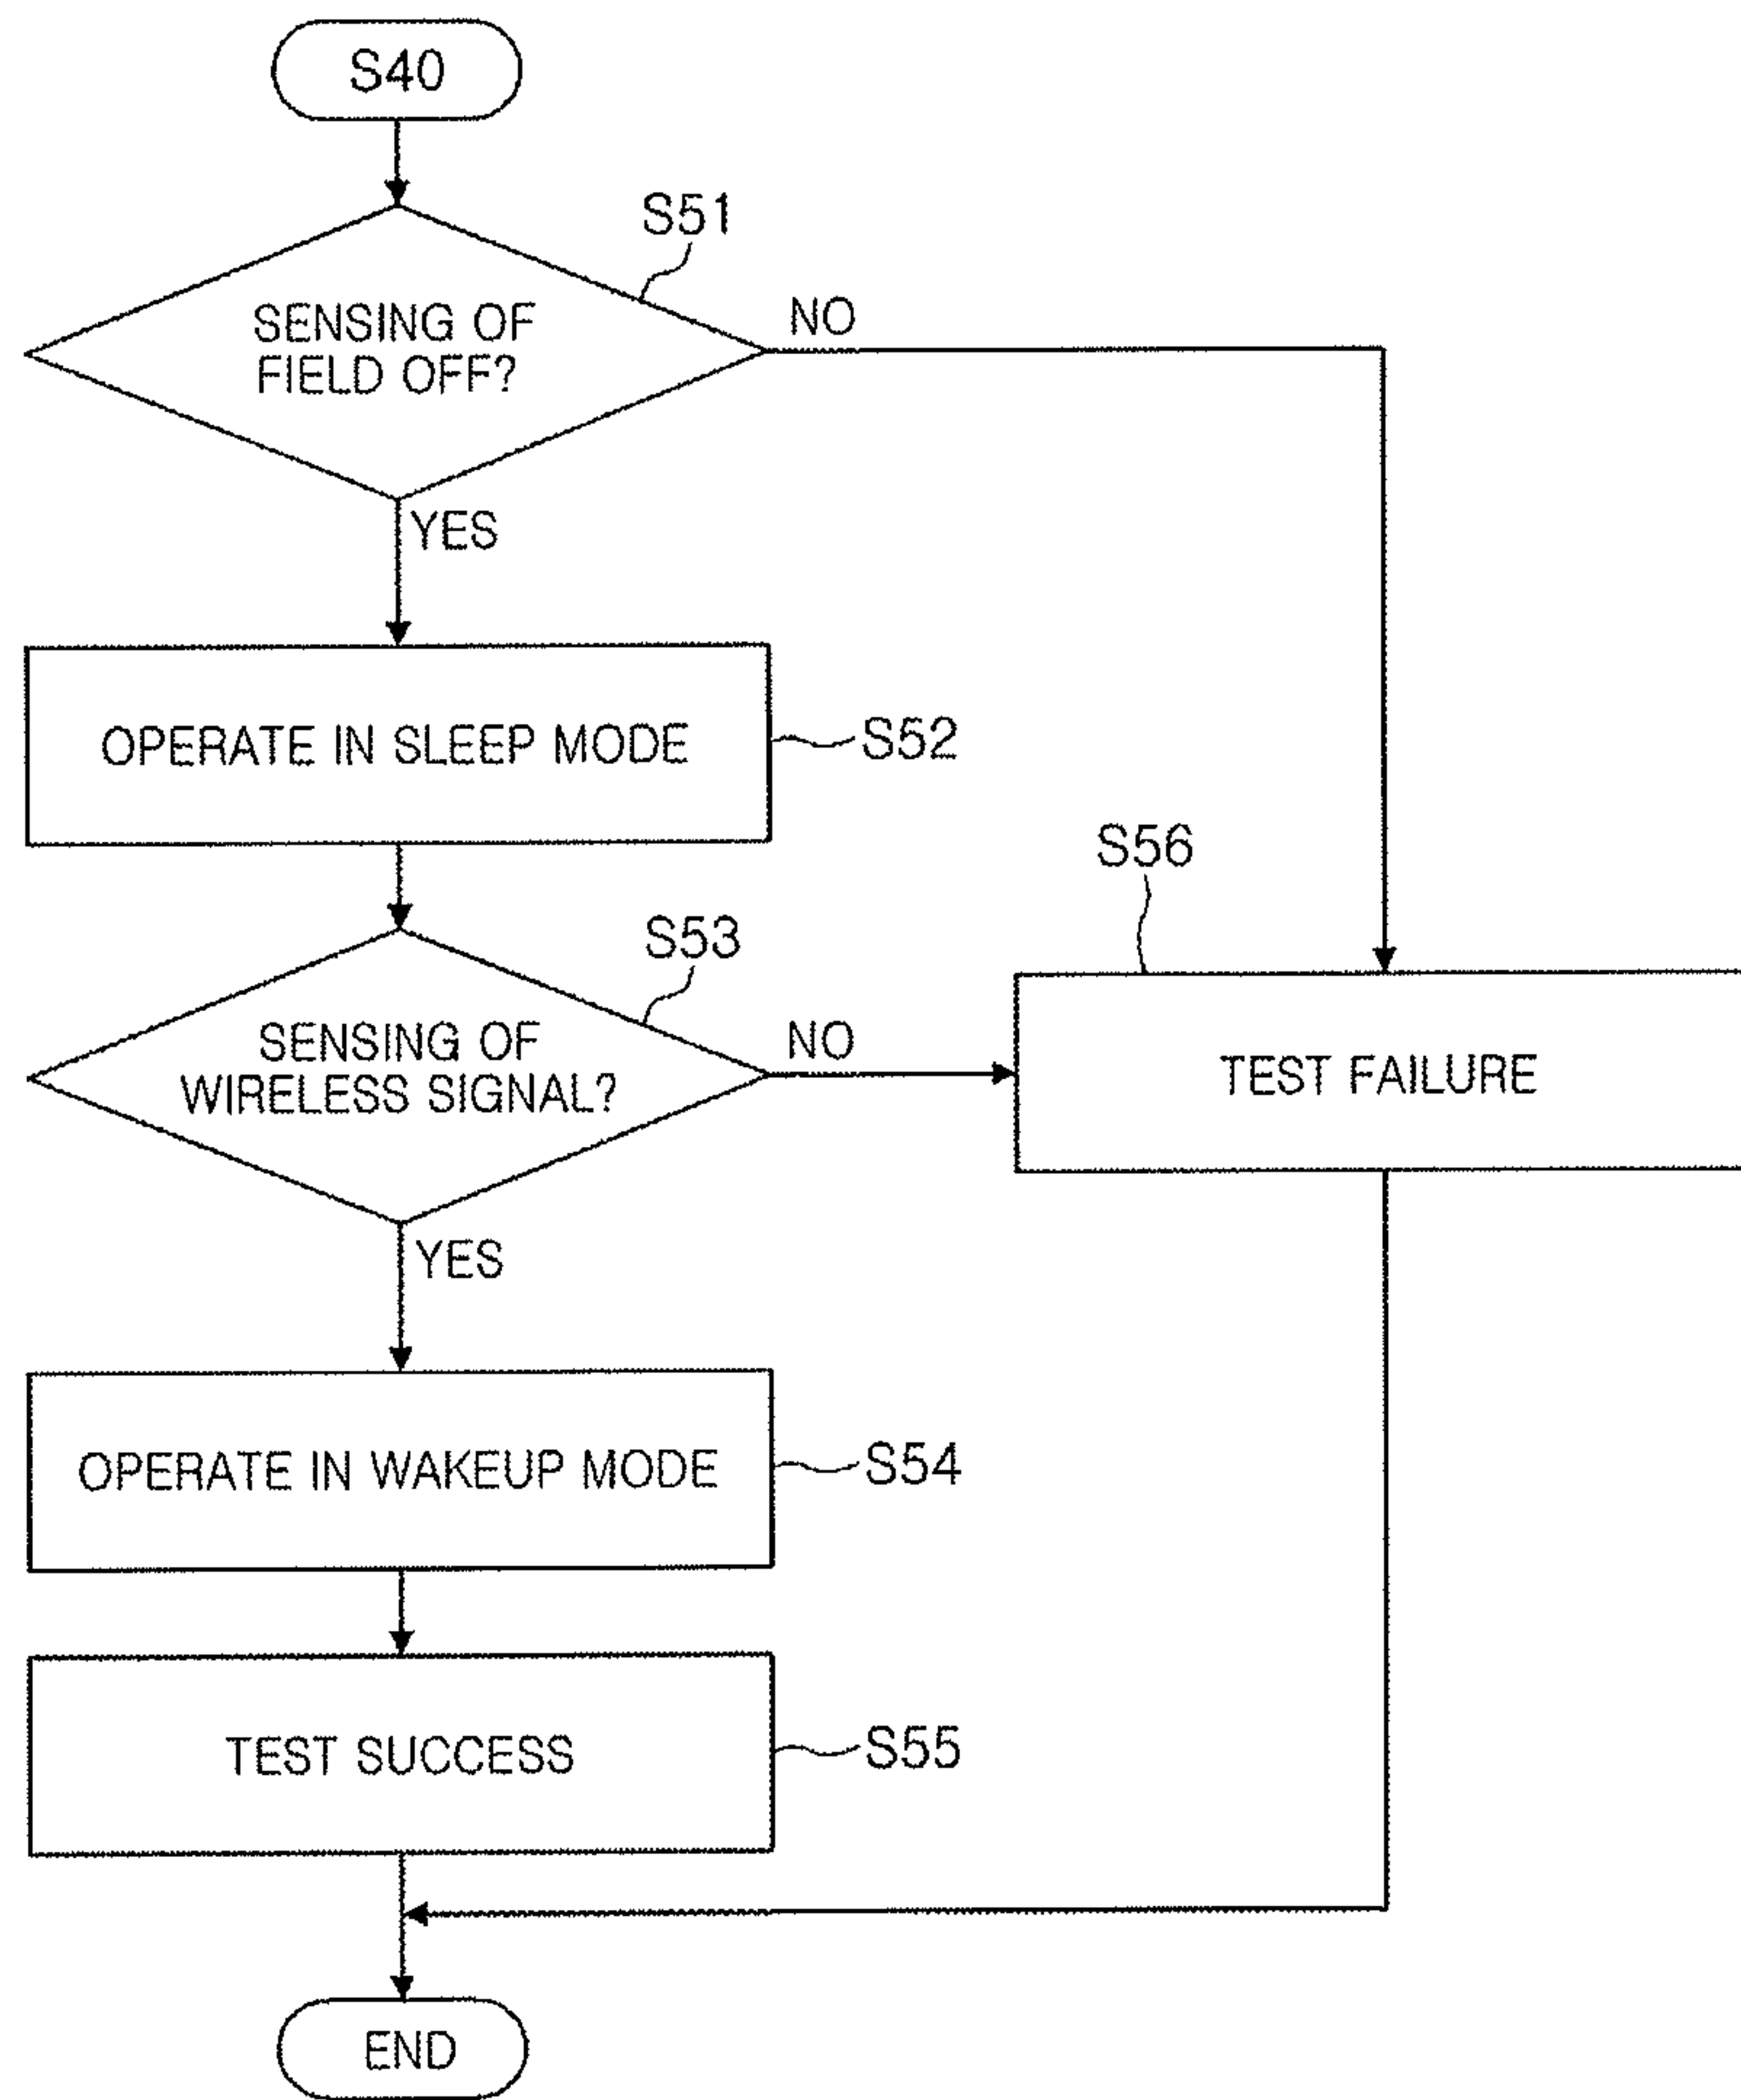 S40
S51
SENSING OF
FIELD OFF?
NO
YES
OPERATE IN SLEEP MODE
S52
S56
S53
SENSING OF
WIRELESS SIGNAL?
NO
TEST FAILURE
YES
OPERATE IN WAKEUP MODE
S54
TEST SUCCESS
S55
END